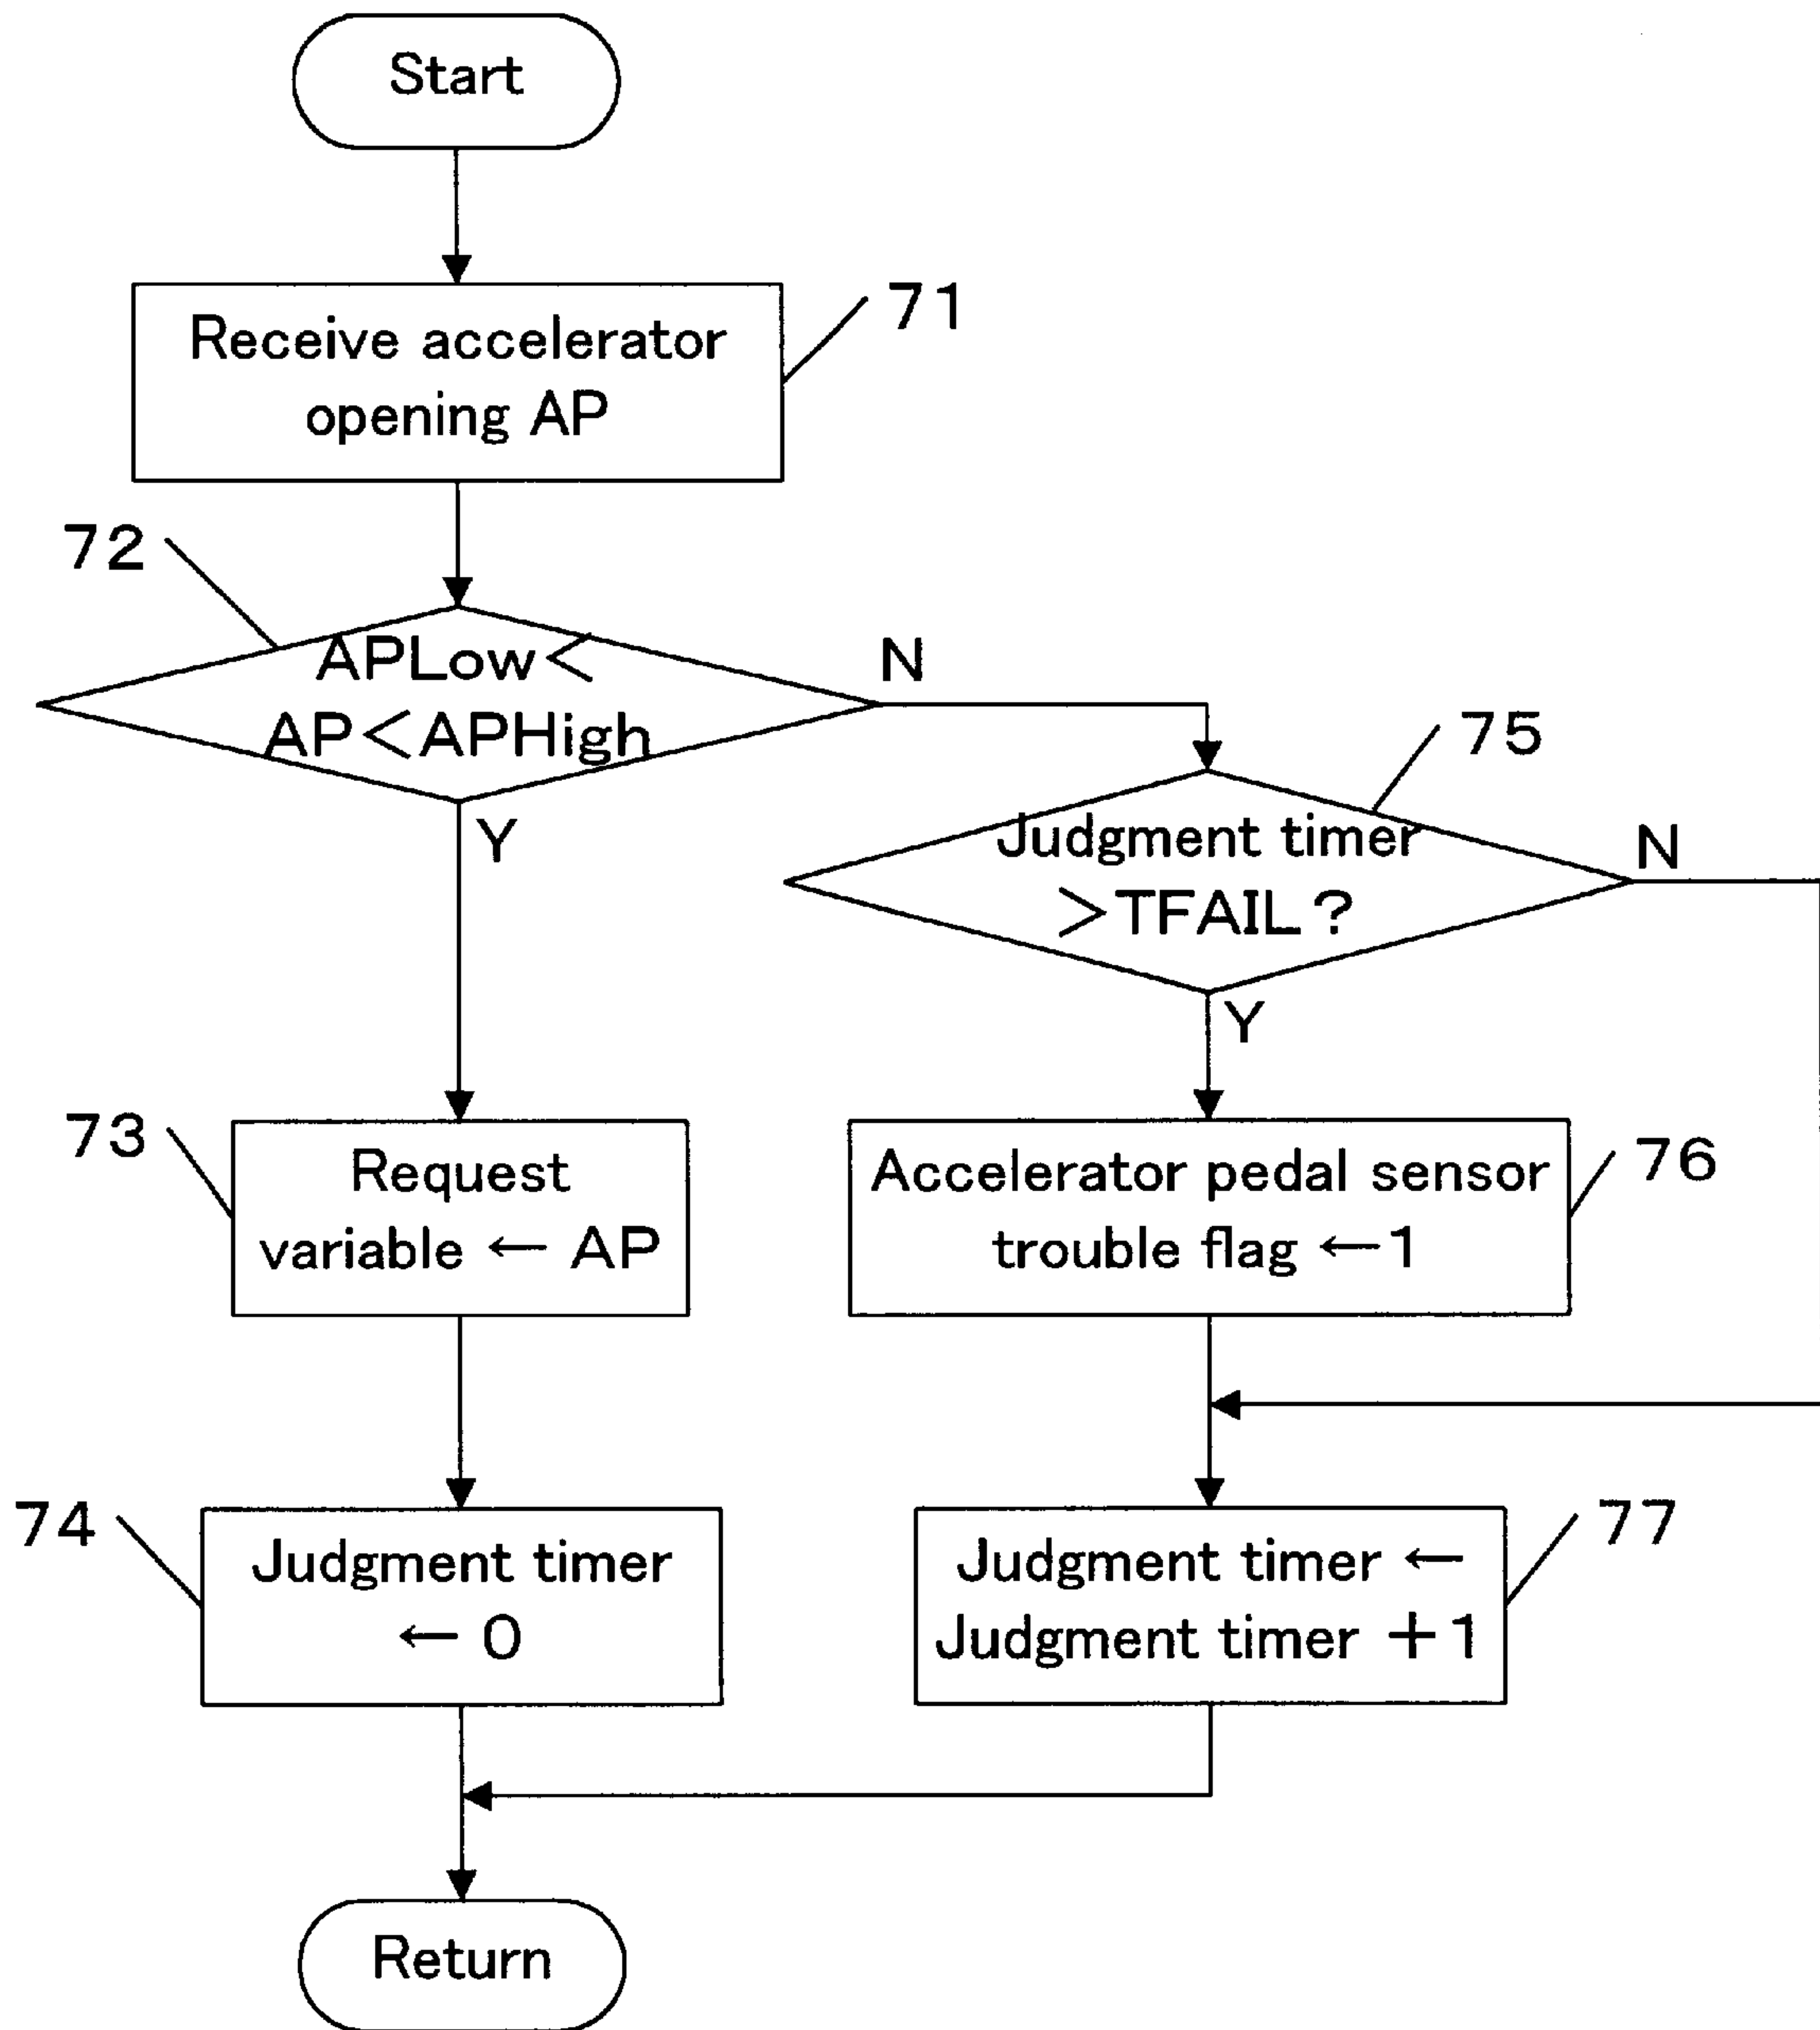 Start
Receive accelerator
opening AP
71
72
APLow<
AP<APHigh
N
Y
75
Judgment timer
>TFAIL?
N
Y
73
Request
variable ← AP
Accelerator pedal sensor
trouble flag ←1
76
74
Judgment timer
← 0
Judgment timer ←
Judgment timer +1
77
Return